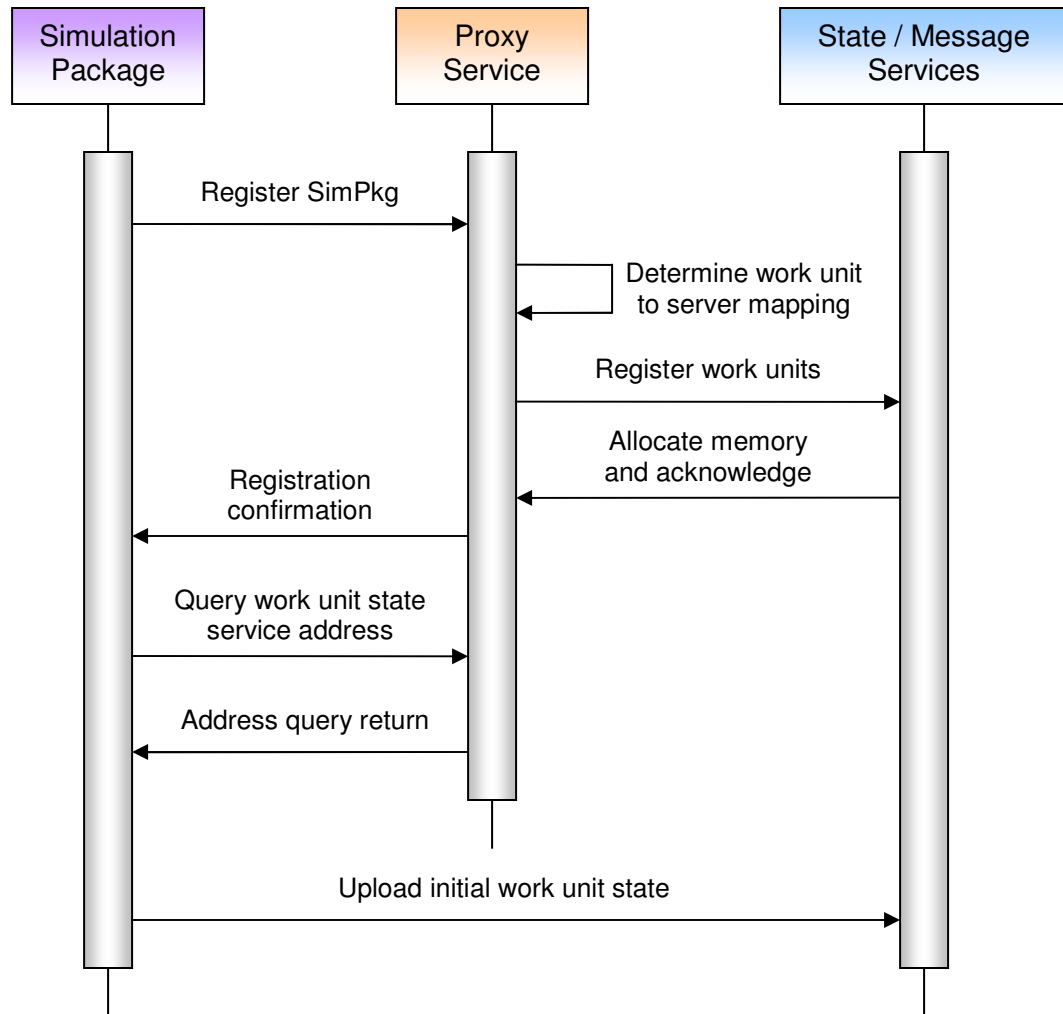 Simulation
Package
Proxy
Service
State / Message
Services
Register SimPkg
Determine work unit
to server mapping
Register work units
Allocate memory
and acknowledge
Registration
confirmation
Query work unit state
service address
Address query return
Upload initial work unit state